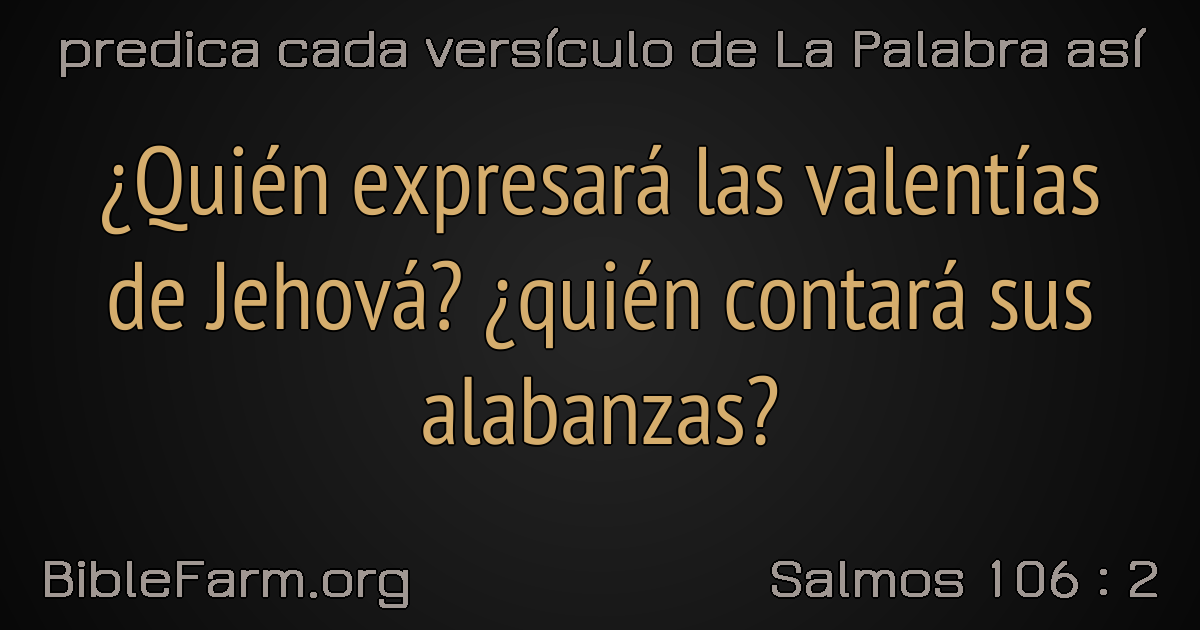 predica cada versículo de La Palabra así
¿Quién expresará las valentías
de Jehová? ¿quién contará sus
alabanzas?
BibleFarm.org
Salmos 106 : 2